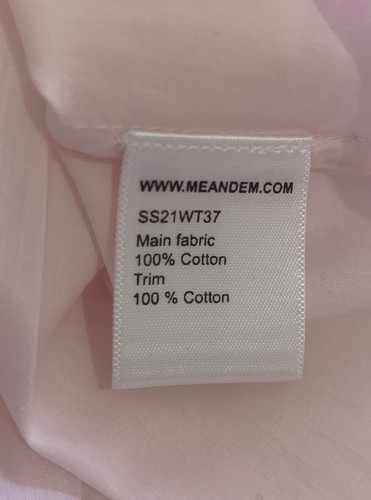 WWW.MEANDEM.COM
SS21WT37
Main fabric
100% Cotton
Trim
100 % Cotton